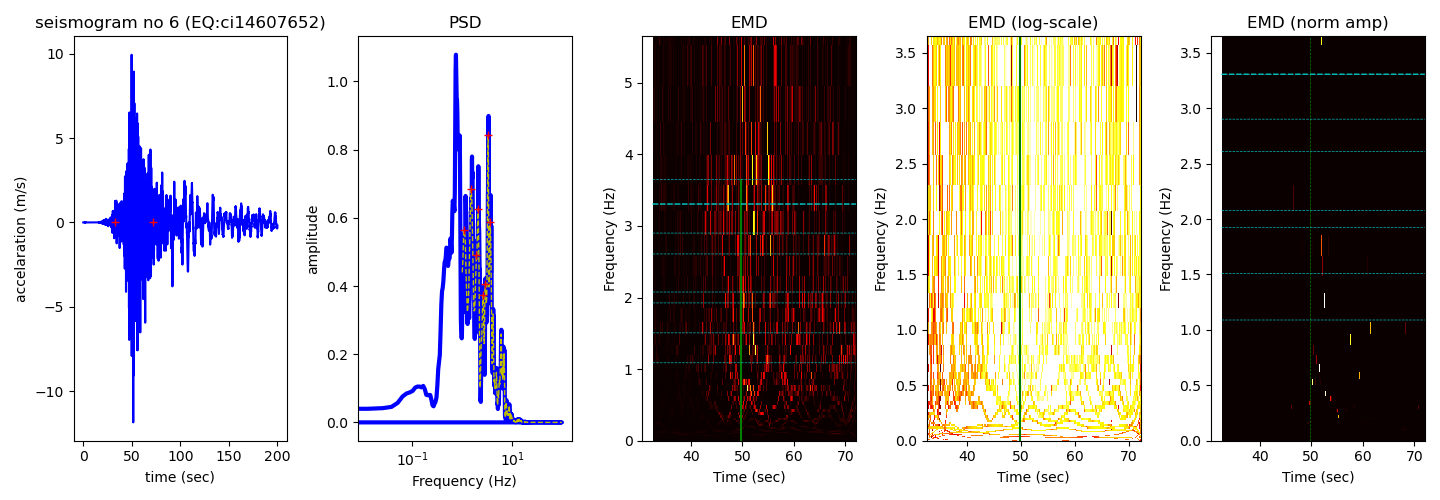 seismogram no 6 (EQ:ci14607652)
accelaration (m/s)
10
5
0
−5
−10
0 50 100 150 200
time (sec)
PSD
amplitude
1.0
0.8
0.6
0.4
0.2
0.0
10⁻¹ 10¹
Frequency (Hz)
EMD
Frequency (Hz)
5
4
3
2
1
0
40 50 60 70
Time (sec)
EMD (log-scale)
Frequency (Hz)
3.5
3.0
2.5
2.0
1.5
1.0
0.5
0.0
40 50 60 70
Time (sec)
EMD (norm amp)
Frequency (Hz)
3.5
3.0
2.5
2.0
1.5
1.0
0.5
0.0
40 50 60 70
Time (sec)